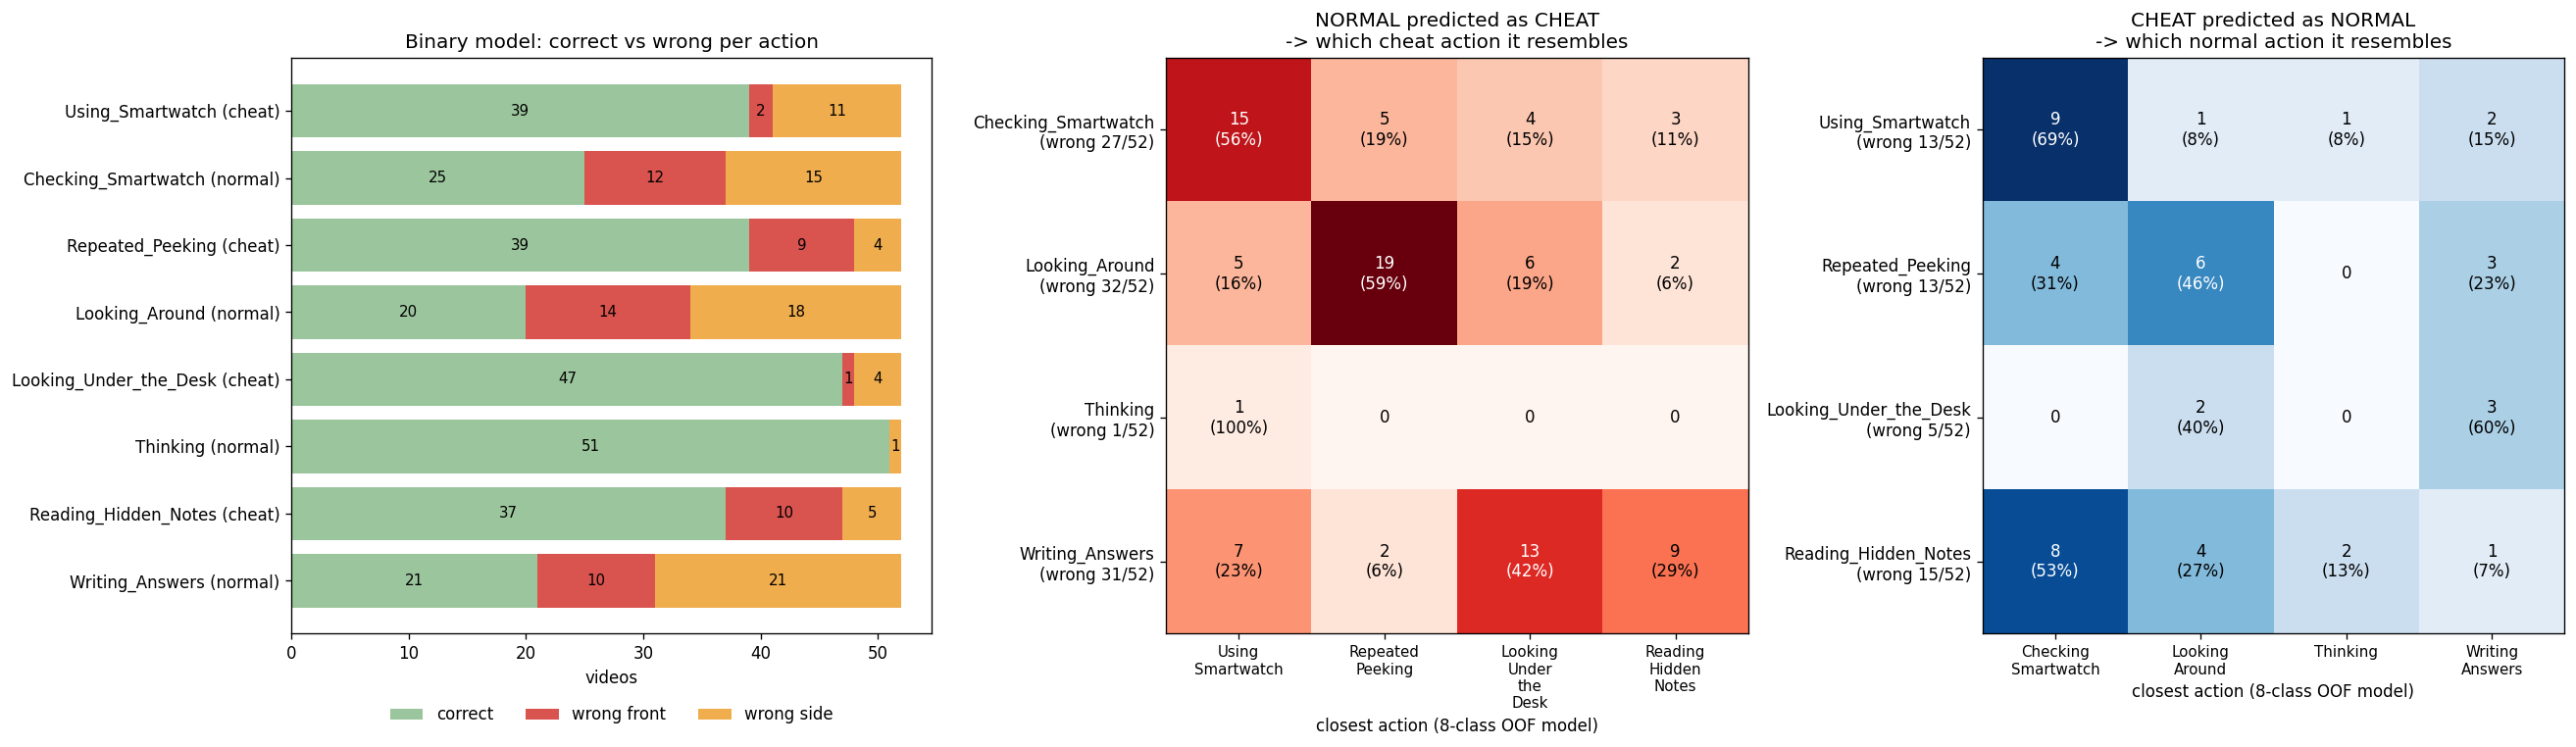 Binary model: correct vs wrong per action
Using_Smartwatch (cheat)
39
2
11
Checking_Smartwatch (normal)
25
12
15
Repeated_Peeking (cheat)
39
9
4
Looking_Around (normal)
20
14
18
Looking_Under_the_Desk (cheat)
47
1
4
Thinking (normal)
51
1
Reading_Hidden_Notes (cheat)
37
10
5
Writing_Answers (normal)
21
10
21
0
10
20
30
40
50
videos
correct
wrong front
wrong side
NORMAL predicted as CHEAT
-> which cheat action it resembles
Checking_Smartwatch
(wrong 27/52)
15
(56%)
5
(19%)
4
(15%)
3
(11%)
Looking_Around
(wrong 32/52)
5
(16%)
19
(59%)
6
(19%)
2
(6%)
Thinking
(wrong 1/52)
1
(100%)
0
0
0
Writing_Answers
(wrong 31/52)
7
(23%)
2
(6%)
13
(42%)
9
(29%)
Using
Smartwatch
Repeated
Peeking
Looking
Under
the
Desk
Reading
Hidden
Notes
closest action (8-class OOF model)
CHEAT predicted as NORMAL
-> which normal action it resembles
Using_Smartwatch
(wrong 13/52)
9
(69%)
1
(8%)
1
(8%)
2
(15%)
Repeated_Peeking
(wrong 13/52)
4
(31%)
6
(46%)
0
3
(23%)
Looking_Under_the_Desk
(wrong 5/52)
0
2
(40%)
0
3
(60%)
Reading_Hidden_Notes
(wrong 15/52)
8
(53%)
4
(27%)
2
(13%)
1
(7%)
Checking
Smartwatch
Looking
Around
Thinking
Writing
Answers
closest action (8-class OOF model)